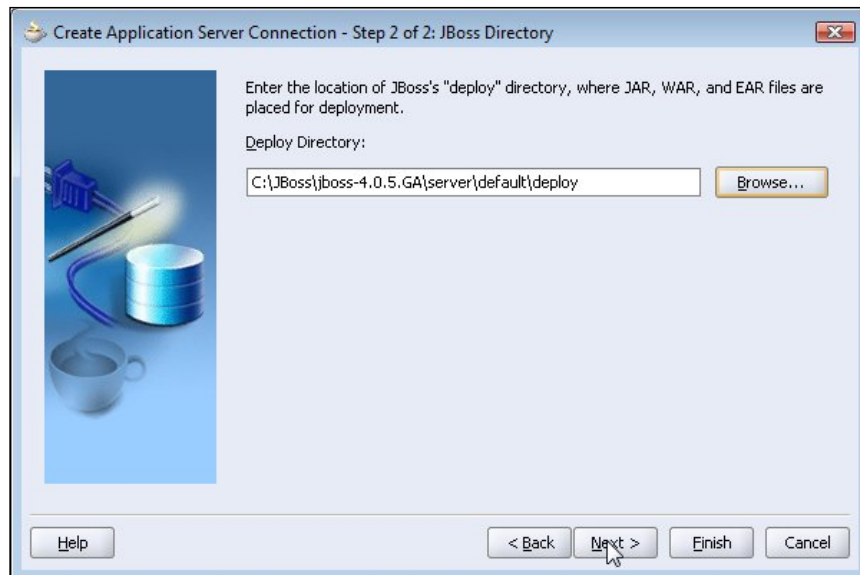 Create Application Server Connection - Step 2 of 2: JBoss Directory
Enter the location of JBoss's "deploy" directory, where JAR, WAR, and EAR files are
placed for deployment.
Deploy Directory:
C:\JBoss\jboss-4.0.5.GA\server\default\deploy
Browse...
Help
< Back
Next >
Finish
Cancel